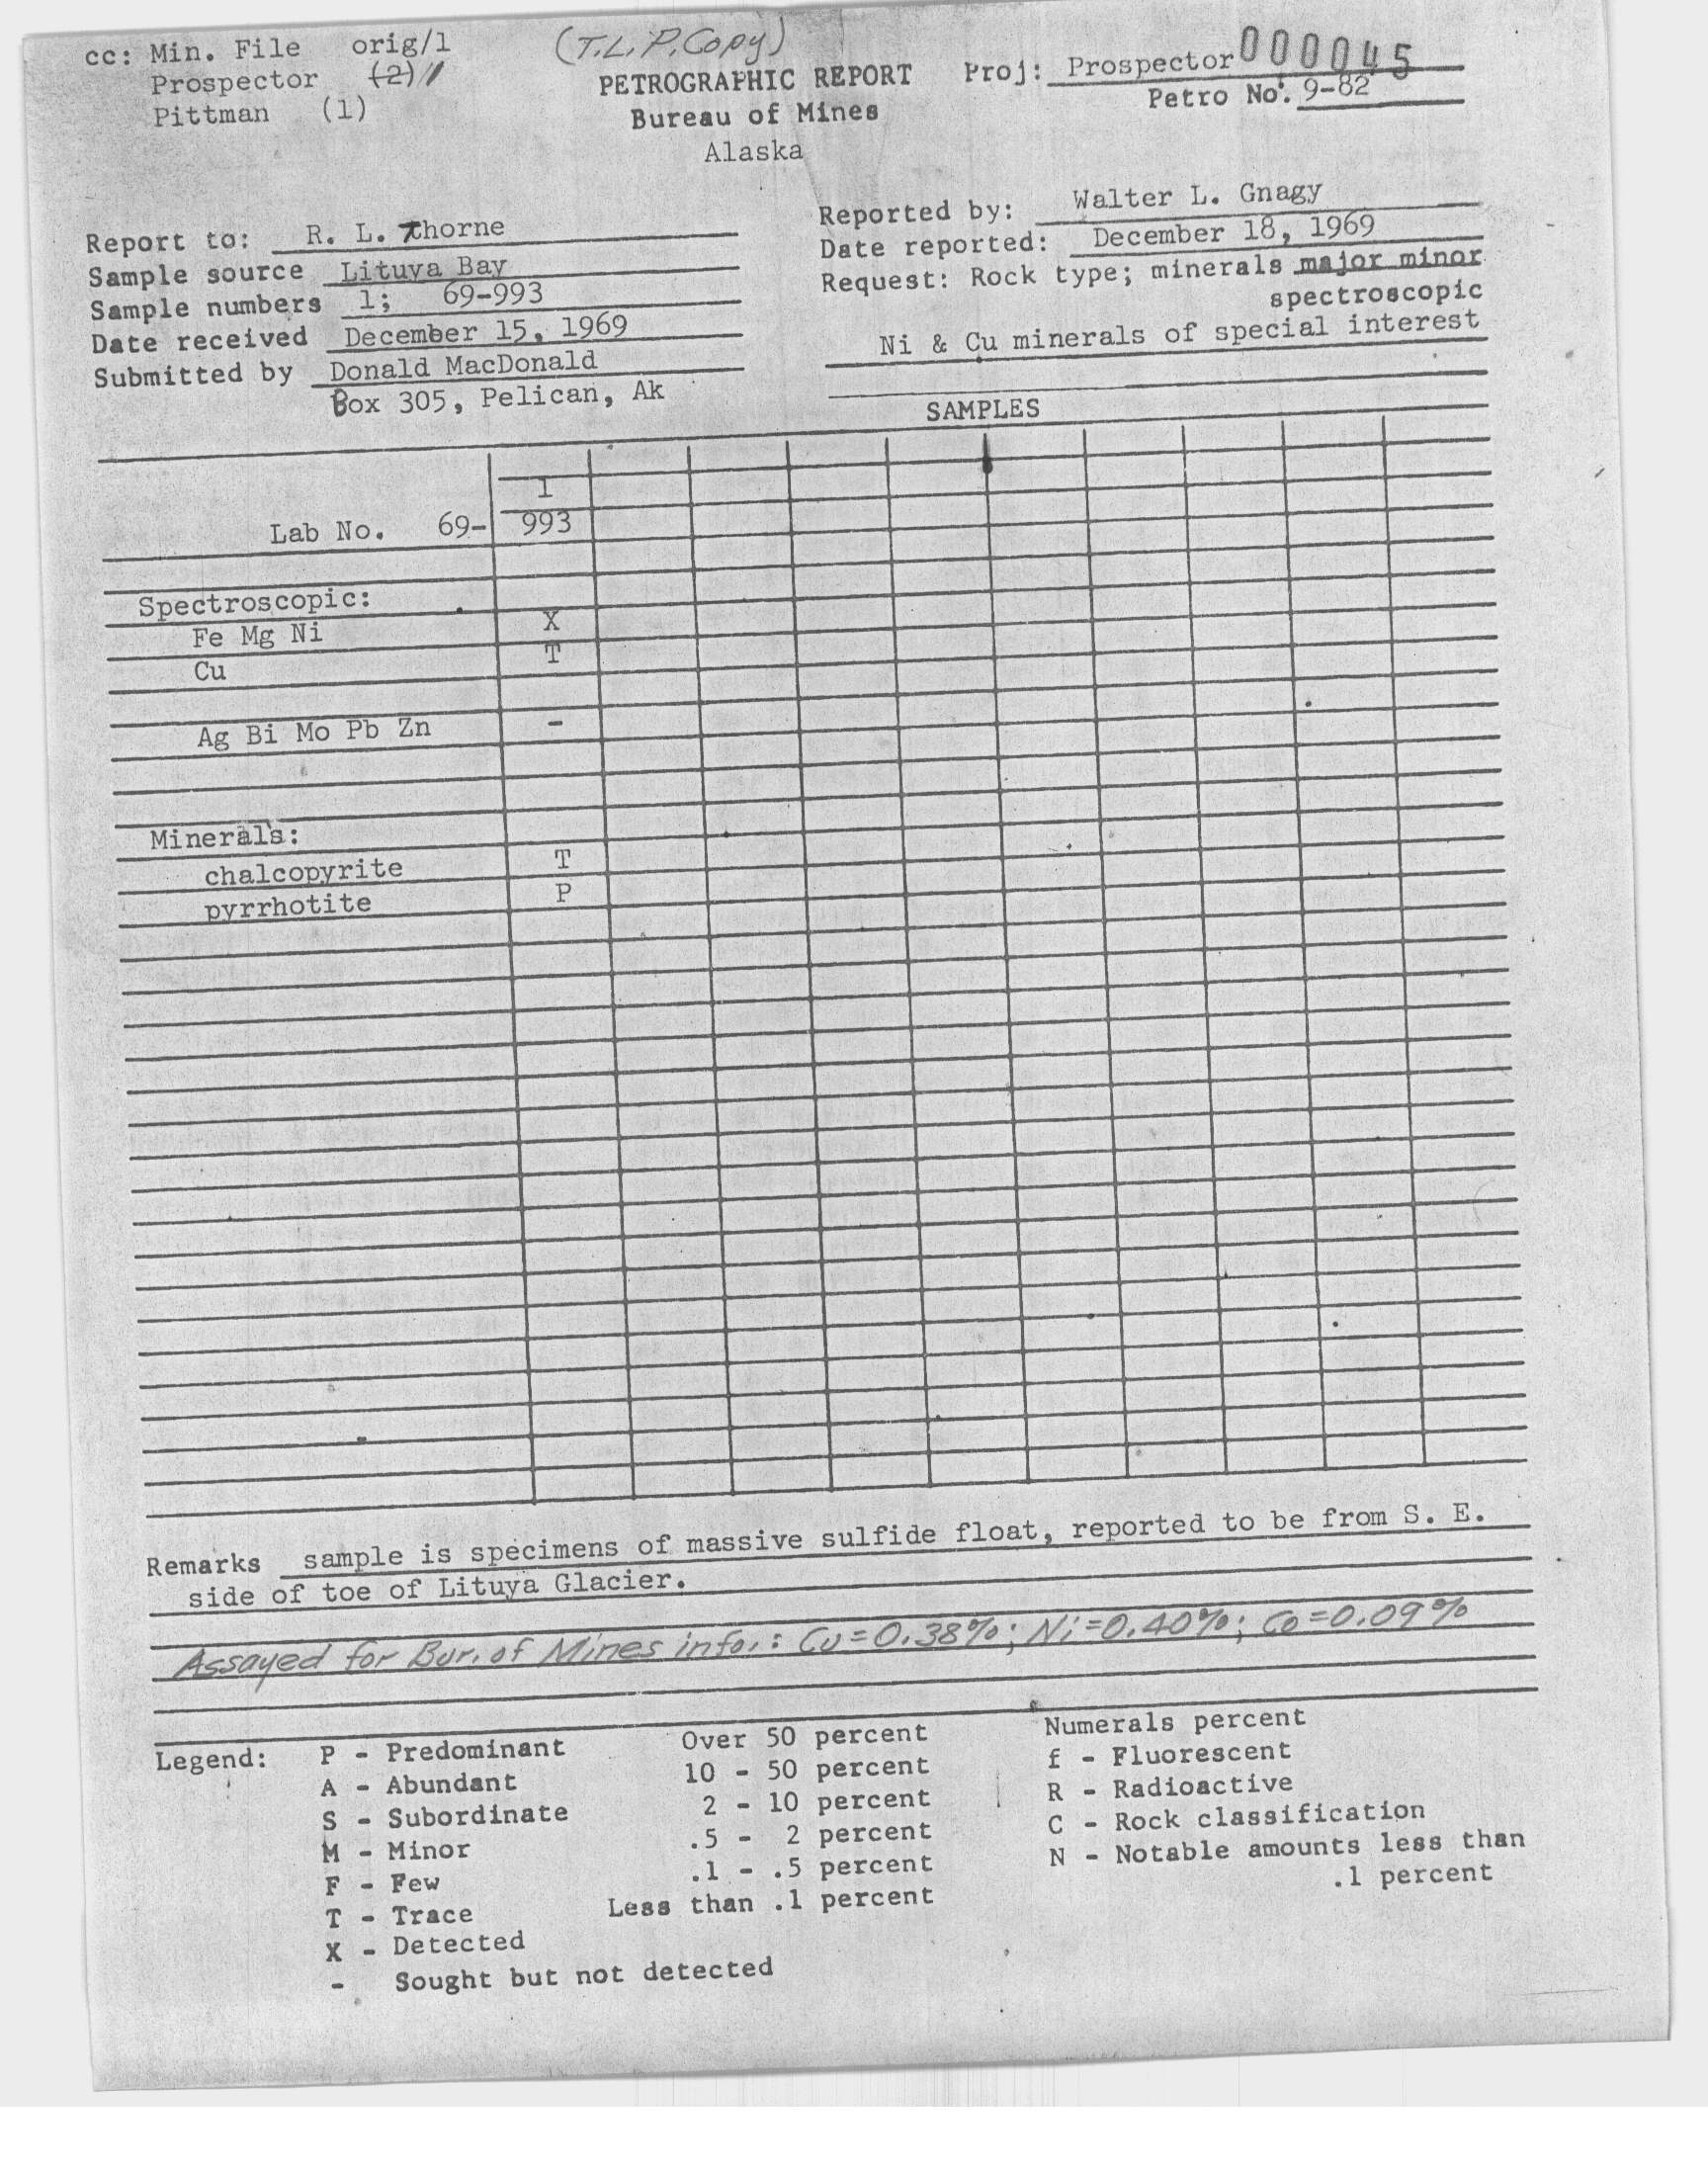 cc: Min. File orig/1 (T.L.P. Copy)
Prospector (2) 1
Pittman (1)
PETROGRAPHIC REPORT
Bureau of Mines
Alaska
Proj: Prospector 000045
Petro No. 9-82
Report to: R. L. Thorne
Sample source Lituya Bay
Sample numbers 1; 69-993
Date received December 15, 1969
Submitted by Donald MacDonald
Box 305, Pelican, Ak
Reported by: Walter L. Gnagy
Date reported: December 18, 1969
Request: Rock type; minerals major minor
spectroscopic
Ni & Cu minerals of special interest
SAMPLES
1
Lab No. 69- 993
Spectroscopic:
Fe Mg Ni X
Cu T
Ag Bi Mo Pb Zn -
Minerals:
chalcopyrite T
pyrrhotite P
Remarks sample is specimens of massive sulfide float, reported to be from S. E.
side of toe of Lituya Glacier.
Assayed for Bur. of Mines info.: Cu=0.38%; Ni=0.40%; Co=0.09%
Legend: P - Predominant Over 50 percent
A - Abundant 10 - 50 percent
S - Subordinate 2 - 10 percent
M - Minor .5 - 2 percent
F - Few .1 - .5 percent
T - Trace Less than .1 percent
X - Detected
- Sought but not detected
Numerals percent
f - Fluorescent
R - Radioactive
C - Rock classification
N - Notable amounts less than
.1 percent